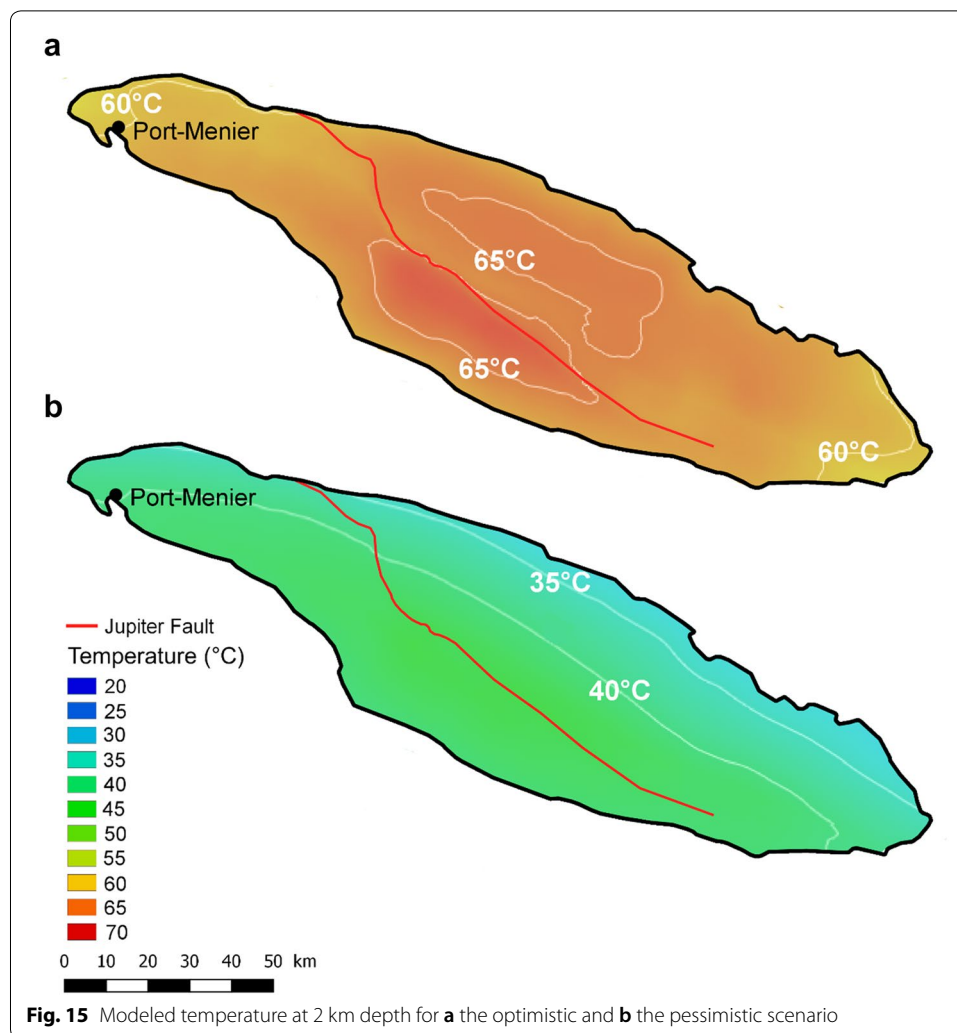 a
60°C
Port-Menier
65°C
65°C
60°C
b
Port-Menier
35°C
40°C
Jupiter Fault
Temperature (°C)
20
25
30
35
40
45
50
55
60
65
70
0 10 20 30 40 50 km
Fig. 15 Modeled temperature at 2 km depth for a the optimistic and b the pessimistic scenario